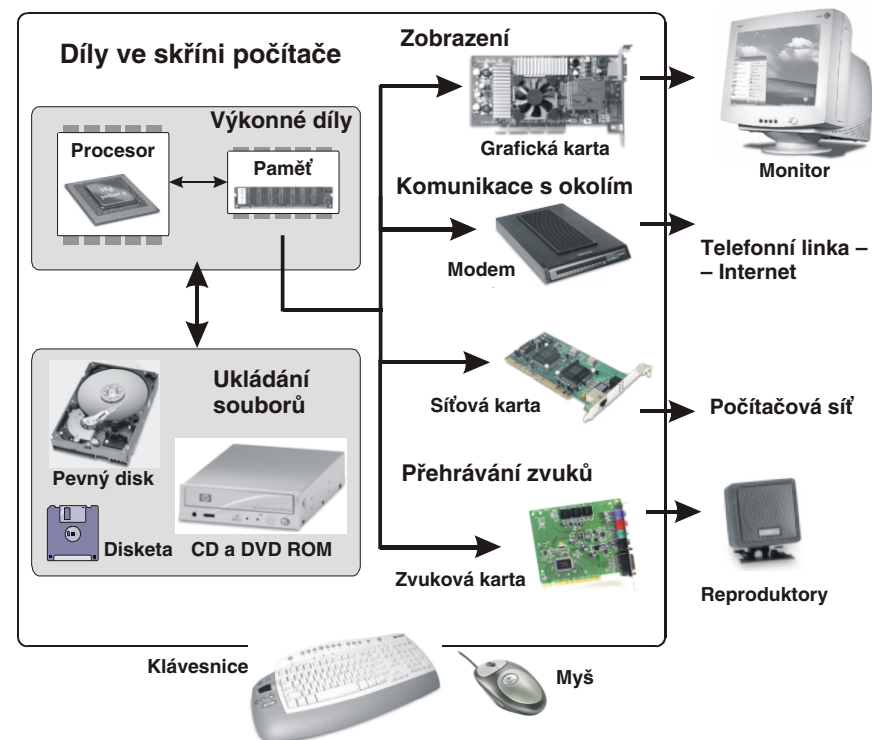 Díly ve skříni počítače
Výkonné díly
Procesor
Paměť
Ukládání
souborů
Pevný disk
Disketa
CD a DVD ROM
Zobrazení
Grafická karta
Komunikace s okolím
Modem
Síťová karta
Přehrávání zvuků
Zvuková karta
Monitor
Telefonní linka –
– Internet
Počítačová síť
Reproduktory
Klávesnice
Myš